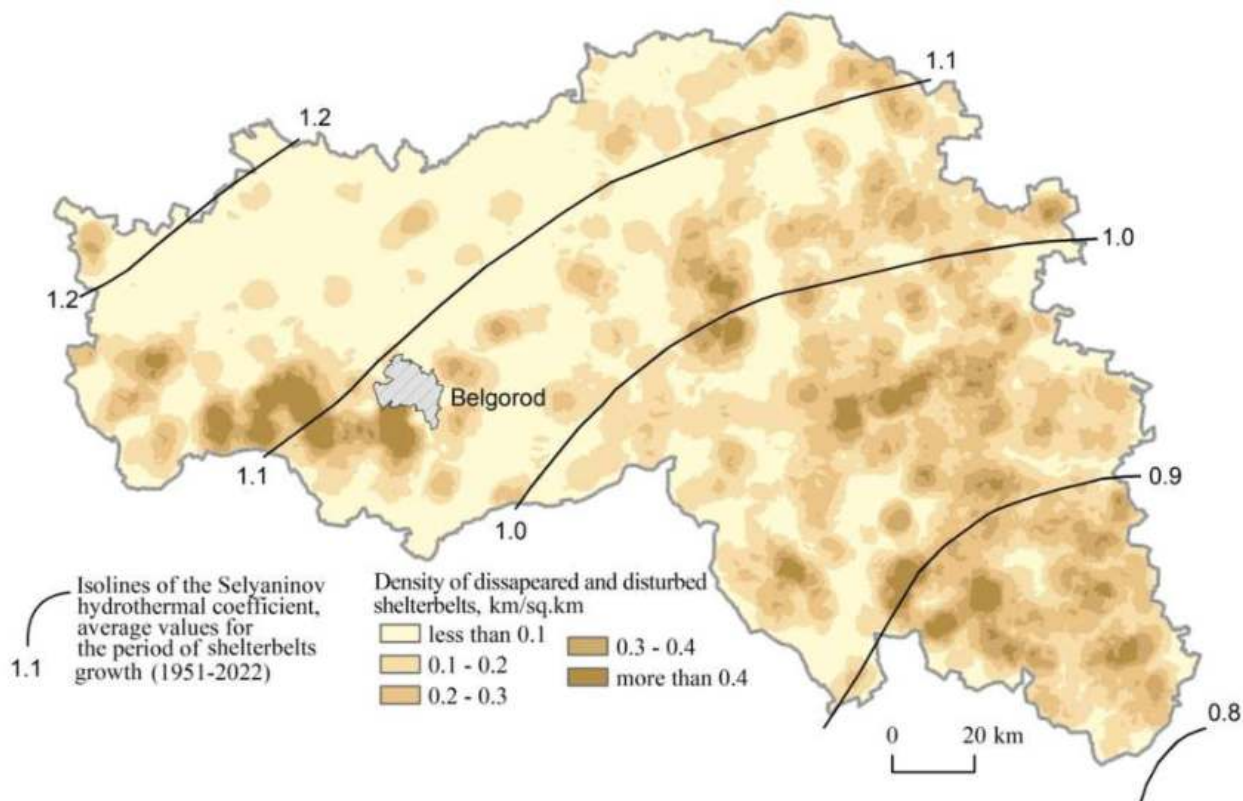 1.2
1.1
1.0
1.2
Belgorod
0.9
1.1
1.0
Isolines of the Selyaninov
hydrothermal coefficient,
average values for
the period of shelterbelts
growth (1951-2022)
1.1
Density of dissapeared and disturbed
shelterbelts, km/sq.km
less than 0.1
0.1 - 0.2
0.2 - 0.3
0.3 - 0.4
more than 0.4
0.8
0 20 km